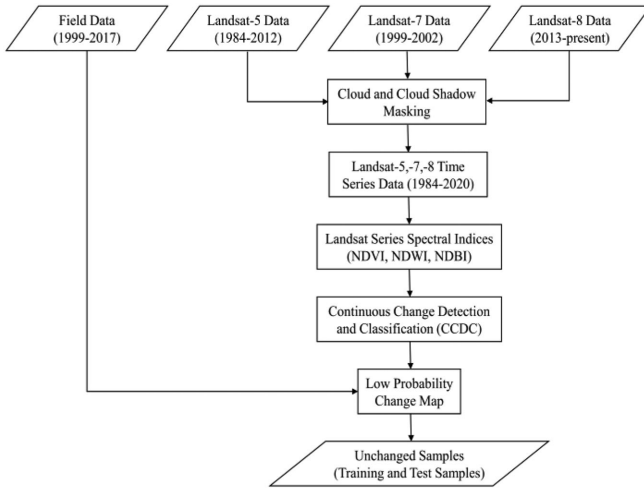 Field Data
(1999-2017)
Landsat-5 Data
(1984-2012)
Landsat-7 Data
(1999-2002)
Landsat-8 Data
(2013-present)
Cloud and Cloud Shadow
Masking
Landsat-5,-7,-8 Time
Series Data (1984-2020)
Landsat Series Spectral Indices
(NDVI, NDWI, NDBI)
Continuous Change Detection
and Classification (CCDC)
Low Probability
Change Map
Unchanged Samples
(Training and Test Samples)